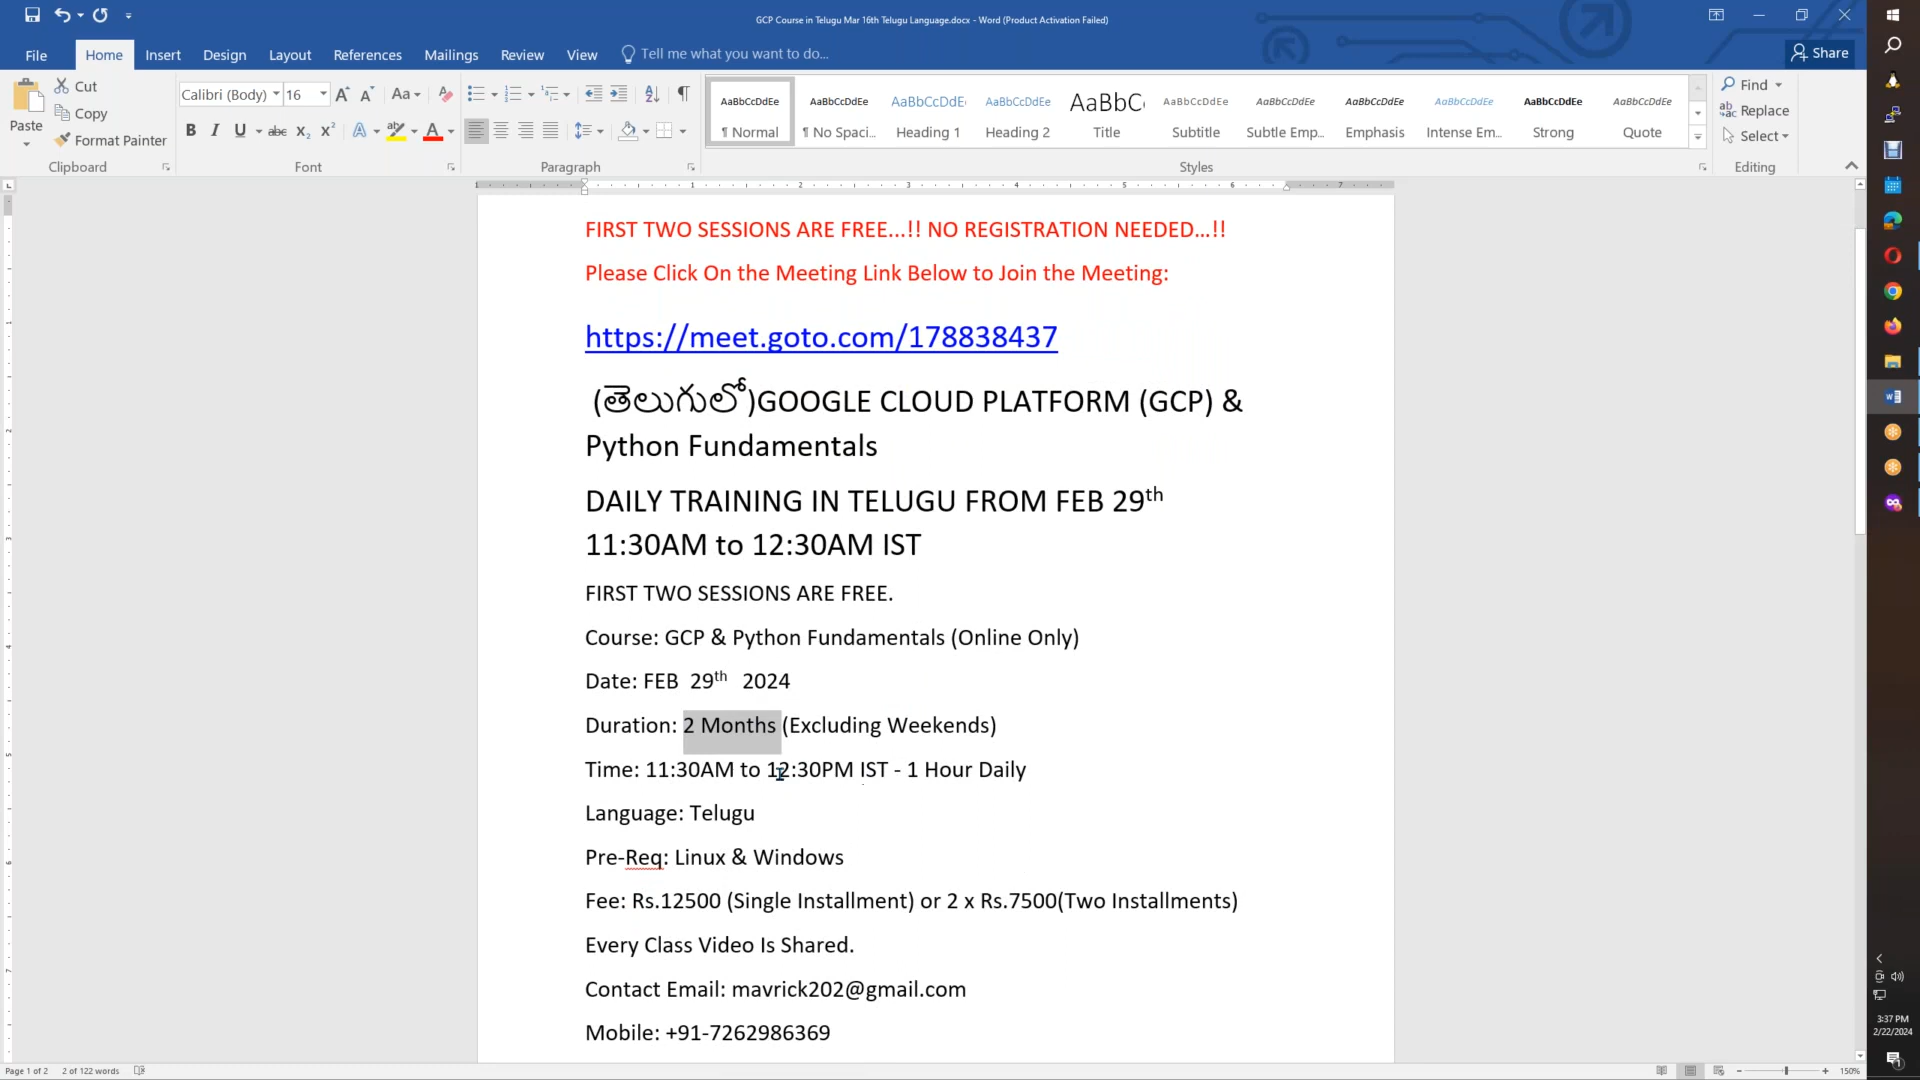 GCP Course in Telugu Mar 16th Telugu Language.docx - Word (Product Activation Failed)
File Home Insert Design Layout References Mailings Review View Tell me what you want to do... Share
Paste
Cut
Copy
Format Painter
Clipboard
Calibri (Body) 16
Font
Paragraph
AaBbCcDdEe ¶ Normal
AaBbCcDdEe ¶ No Spaci...
AaBbCcDdE Heading 1
AaBbCcDdEe Heading 2
AaBbC Title
AaBbCcDdEe Subtitle
AaBbCcDdEe Subtle Emp...
AaBbCcDdEe Emphasis
AaBbCcDdEe Intense Em...
AaBbCcDdEe Strong
AaBbCcDdEe Quote
Styles
Find
Replace
Select
Editing
FIRST TWO SESSIONS ARE FREE...!! NO REGISTRATION NEEDED...!!
Please Click On the Meeting Link Below to Join the Meeting:
https://meet.goto.com/178838437
(తెలుగులో)GOOGLE CLOUD PLATFORM (GCP) &
Python Fundamentals
DAILY TRAINING IN TELUGU FROM FEB 29th
11:30AM to 12:30AM IST
FIRST TWO SESSIONS ARE FREE.
Course: GCP & Python Fundamentals (Online Only)
Date: FEB 29th 2024
Duration: 2 Months (Excluding Weekends)
Time: 11:30AM to 12:30PM IST - 1 Hour Daily
Language: Telugu
Pre-Req: Linux & Windows
Fee: Rs.12500 (Single Installment) or 2 x Rs.7500(Two Installments)
Every Class Video Is Shared.
Contact Email: mavrick202@gmail.com
Mobile: +91-7262986369
Page 1 of 2 2 of 122 words
150%
3:37 PM
2/22/2024